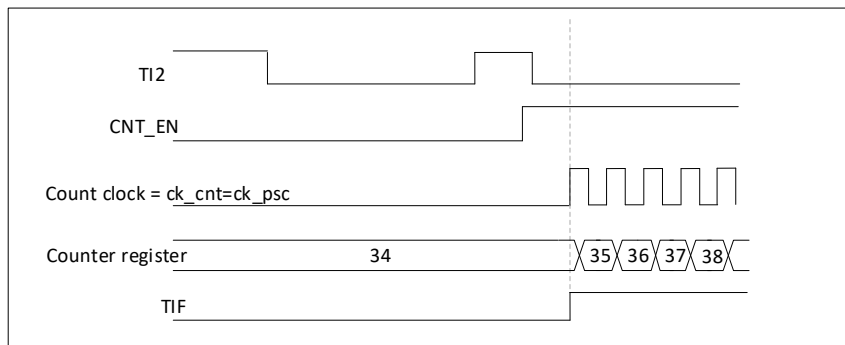 TI2
CNT_EN
Count clock = ck_cnt=ck_psc
Counter register 34 35 36 37 38
TIF